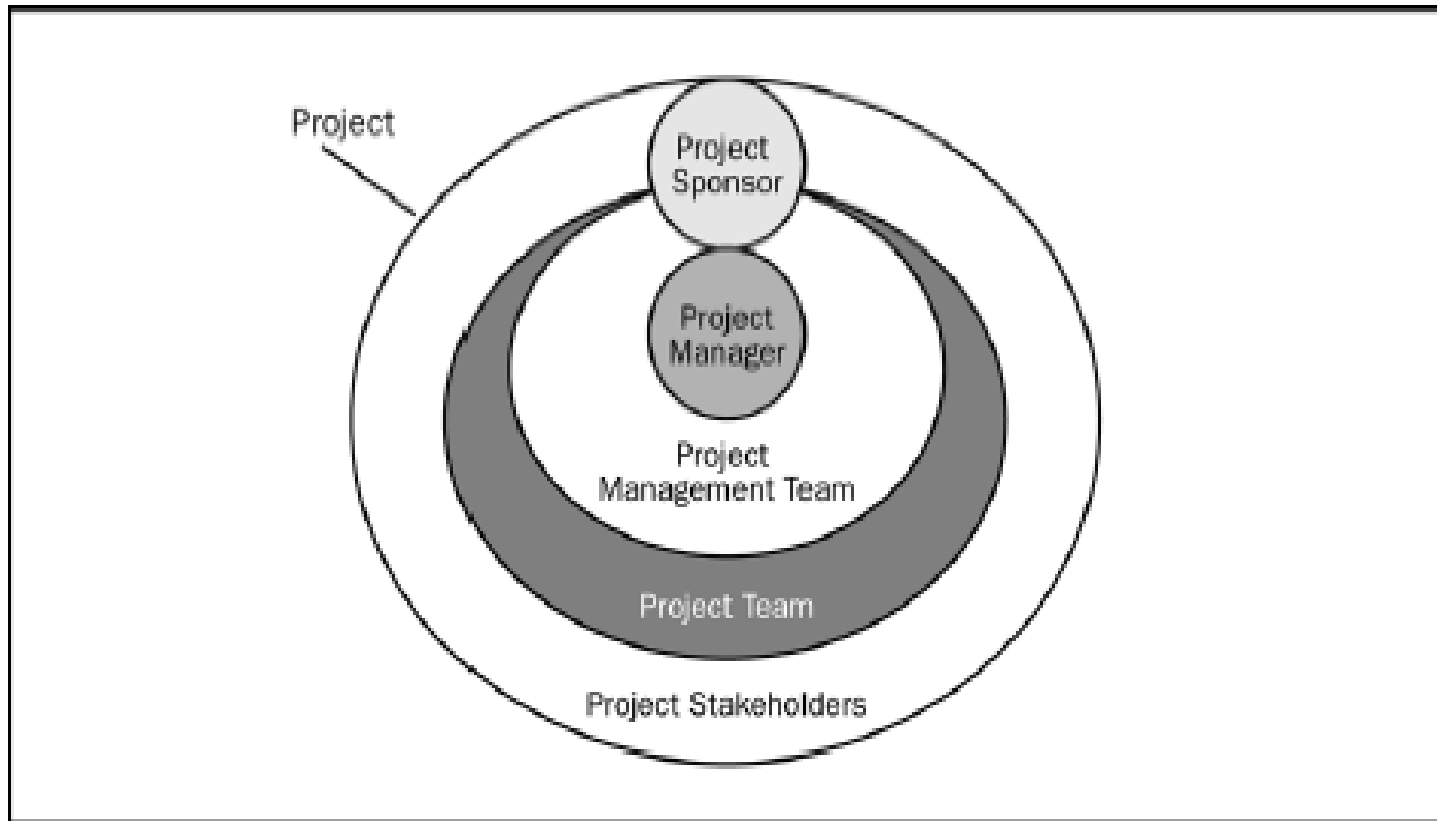 Project
Project
Sponsor
Project
Manager
Project
Management Team
Project Team
Project Stakeholders